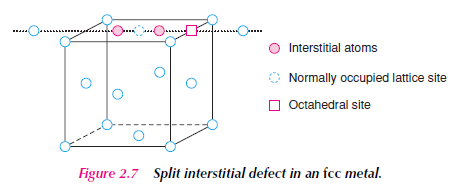 Interstitial atoms
Normally occupied lattice site
Octahedral site
Figure 2.7 Split interstitial defect in an fcc metal.